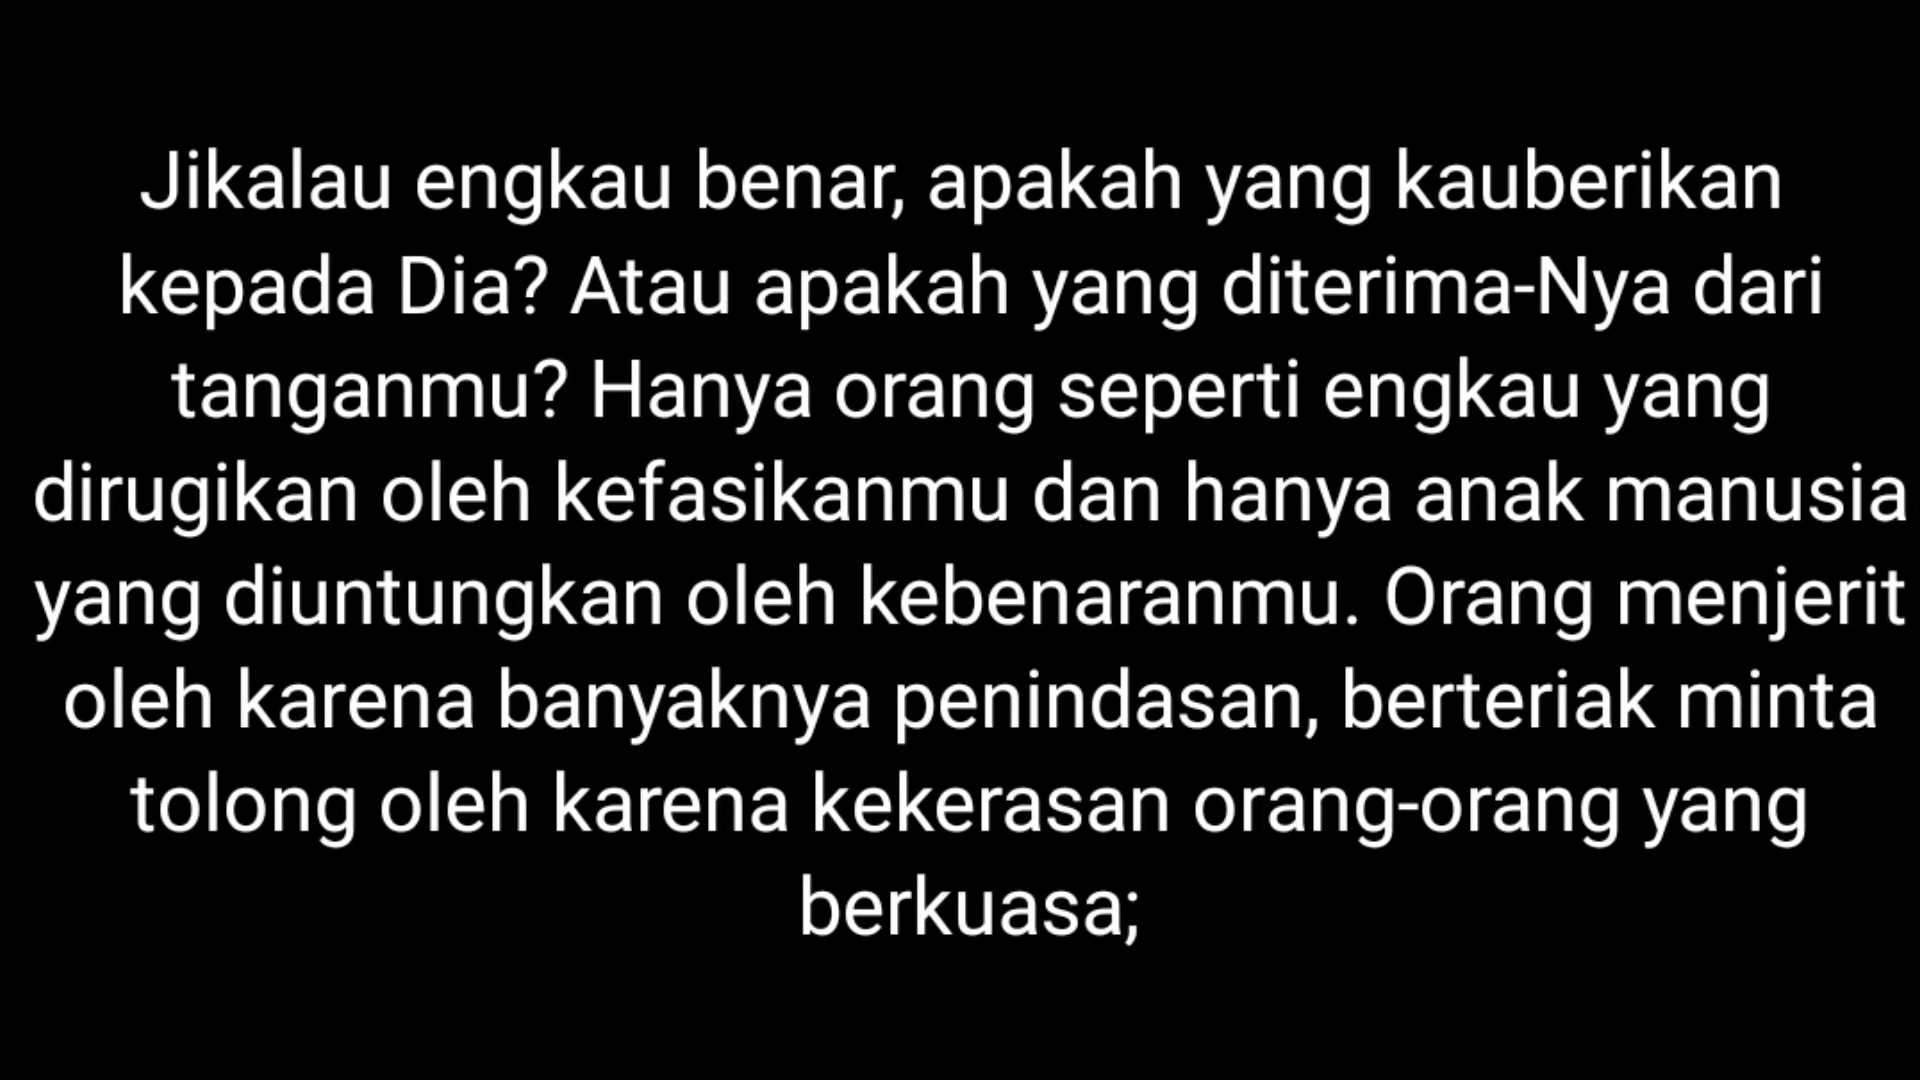 Jikalau engkau benar, apakah yang kauberikan
kepada Dia? Atau apakah yang diterima-Nya dari
tanganmu? Hanya orang seperti engkau yang
dirugikan oleh kefasikanmu dan hanya anak manusia
yang diuntungkan oleh kebenaranmu. Orang menjerit
oleh karena banyaknya penindasan, berteriak minta
tolong oleh karena kekerasan orang-orang yang
berkuasa;